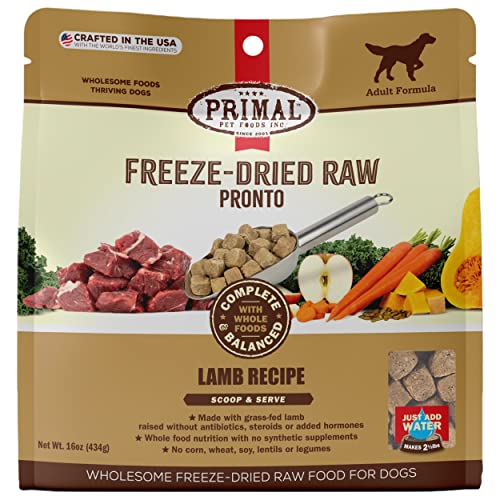 CRAFTED IN THE USA
WITH THE WORLD'S FINEST INGREDIENTS
WHOLESOME FOODS
THRIVING DOGS
Adult Formula
PRIMAL
PET FOODS INC.
SINCE 2001
FREEZE-DRIED RAW
PRONTO
COMPLETE
WITH
WHOLE
FOODS
& BALANCED
LAMB RECIPE
SCOOP & SERVE
★ Made with grass-fed lamb
raised without antibiotics, steroids or added hormones
★ Whole food nutrition with no synthetic supplements
★ No corn, wheat, soy, lentils or legumes
Net Wt. 16oz (434g)
JUST ADD
WATER
MAKES 2½lbs
WHOLESOME FREEZE-DRIED RAW FOOD FOR DOGS